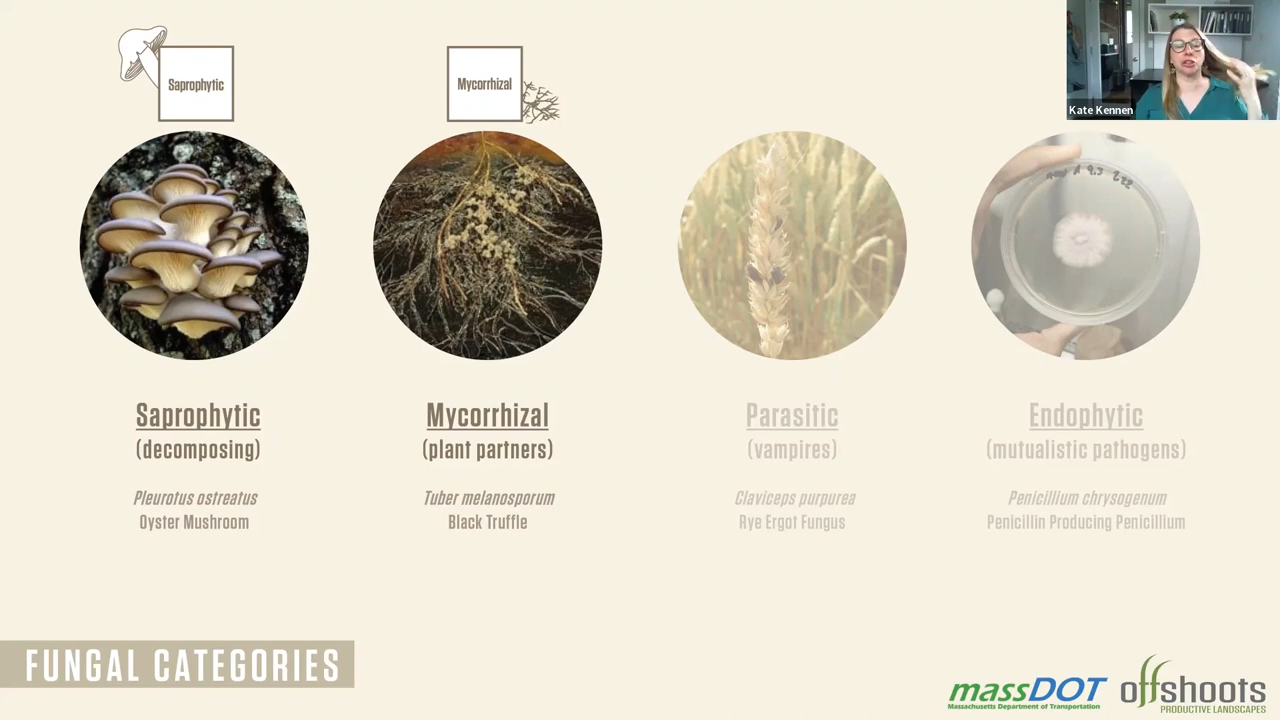 Saprophytic
Mycorrhizal
Kate Kennen
Saprophytic
(decomposing)
Pleurotus ostreatus
Oyster Mushroom
Mycorrhizal
(plant partners)
Tuber melanosporum
Black Truffle
Parasitic
(vampires)
Claviceps purpurea
Rye Ergot Fungus
Endophytic
(mutualistic pathogens)
Penicillium chrysogenum
Penicillin Producing Penicillium
FUNGAL CATEGORIES
massDOT
Massachusetts Department of Transportation
offshoots
PRODUCTIVE LANDSCAPES